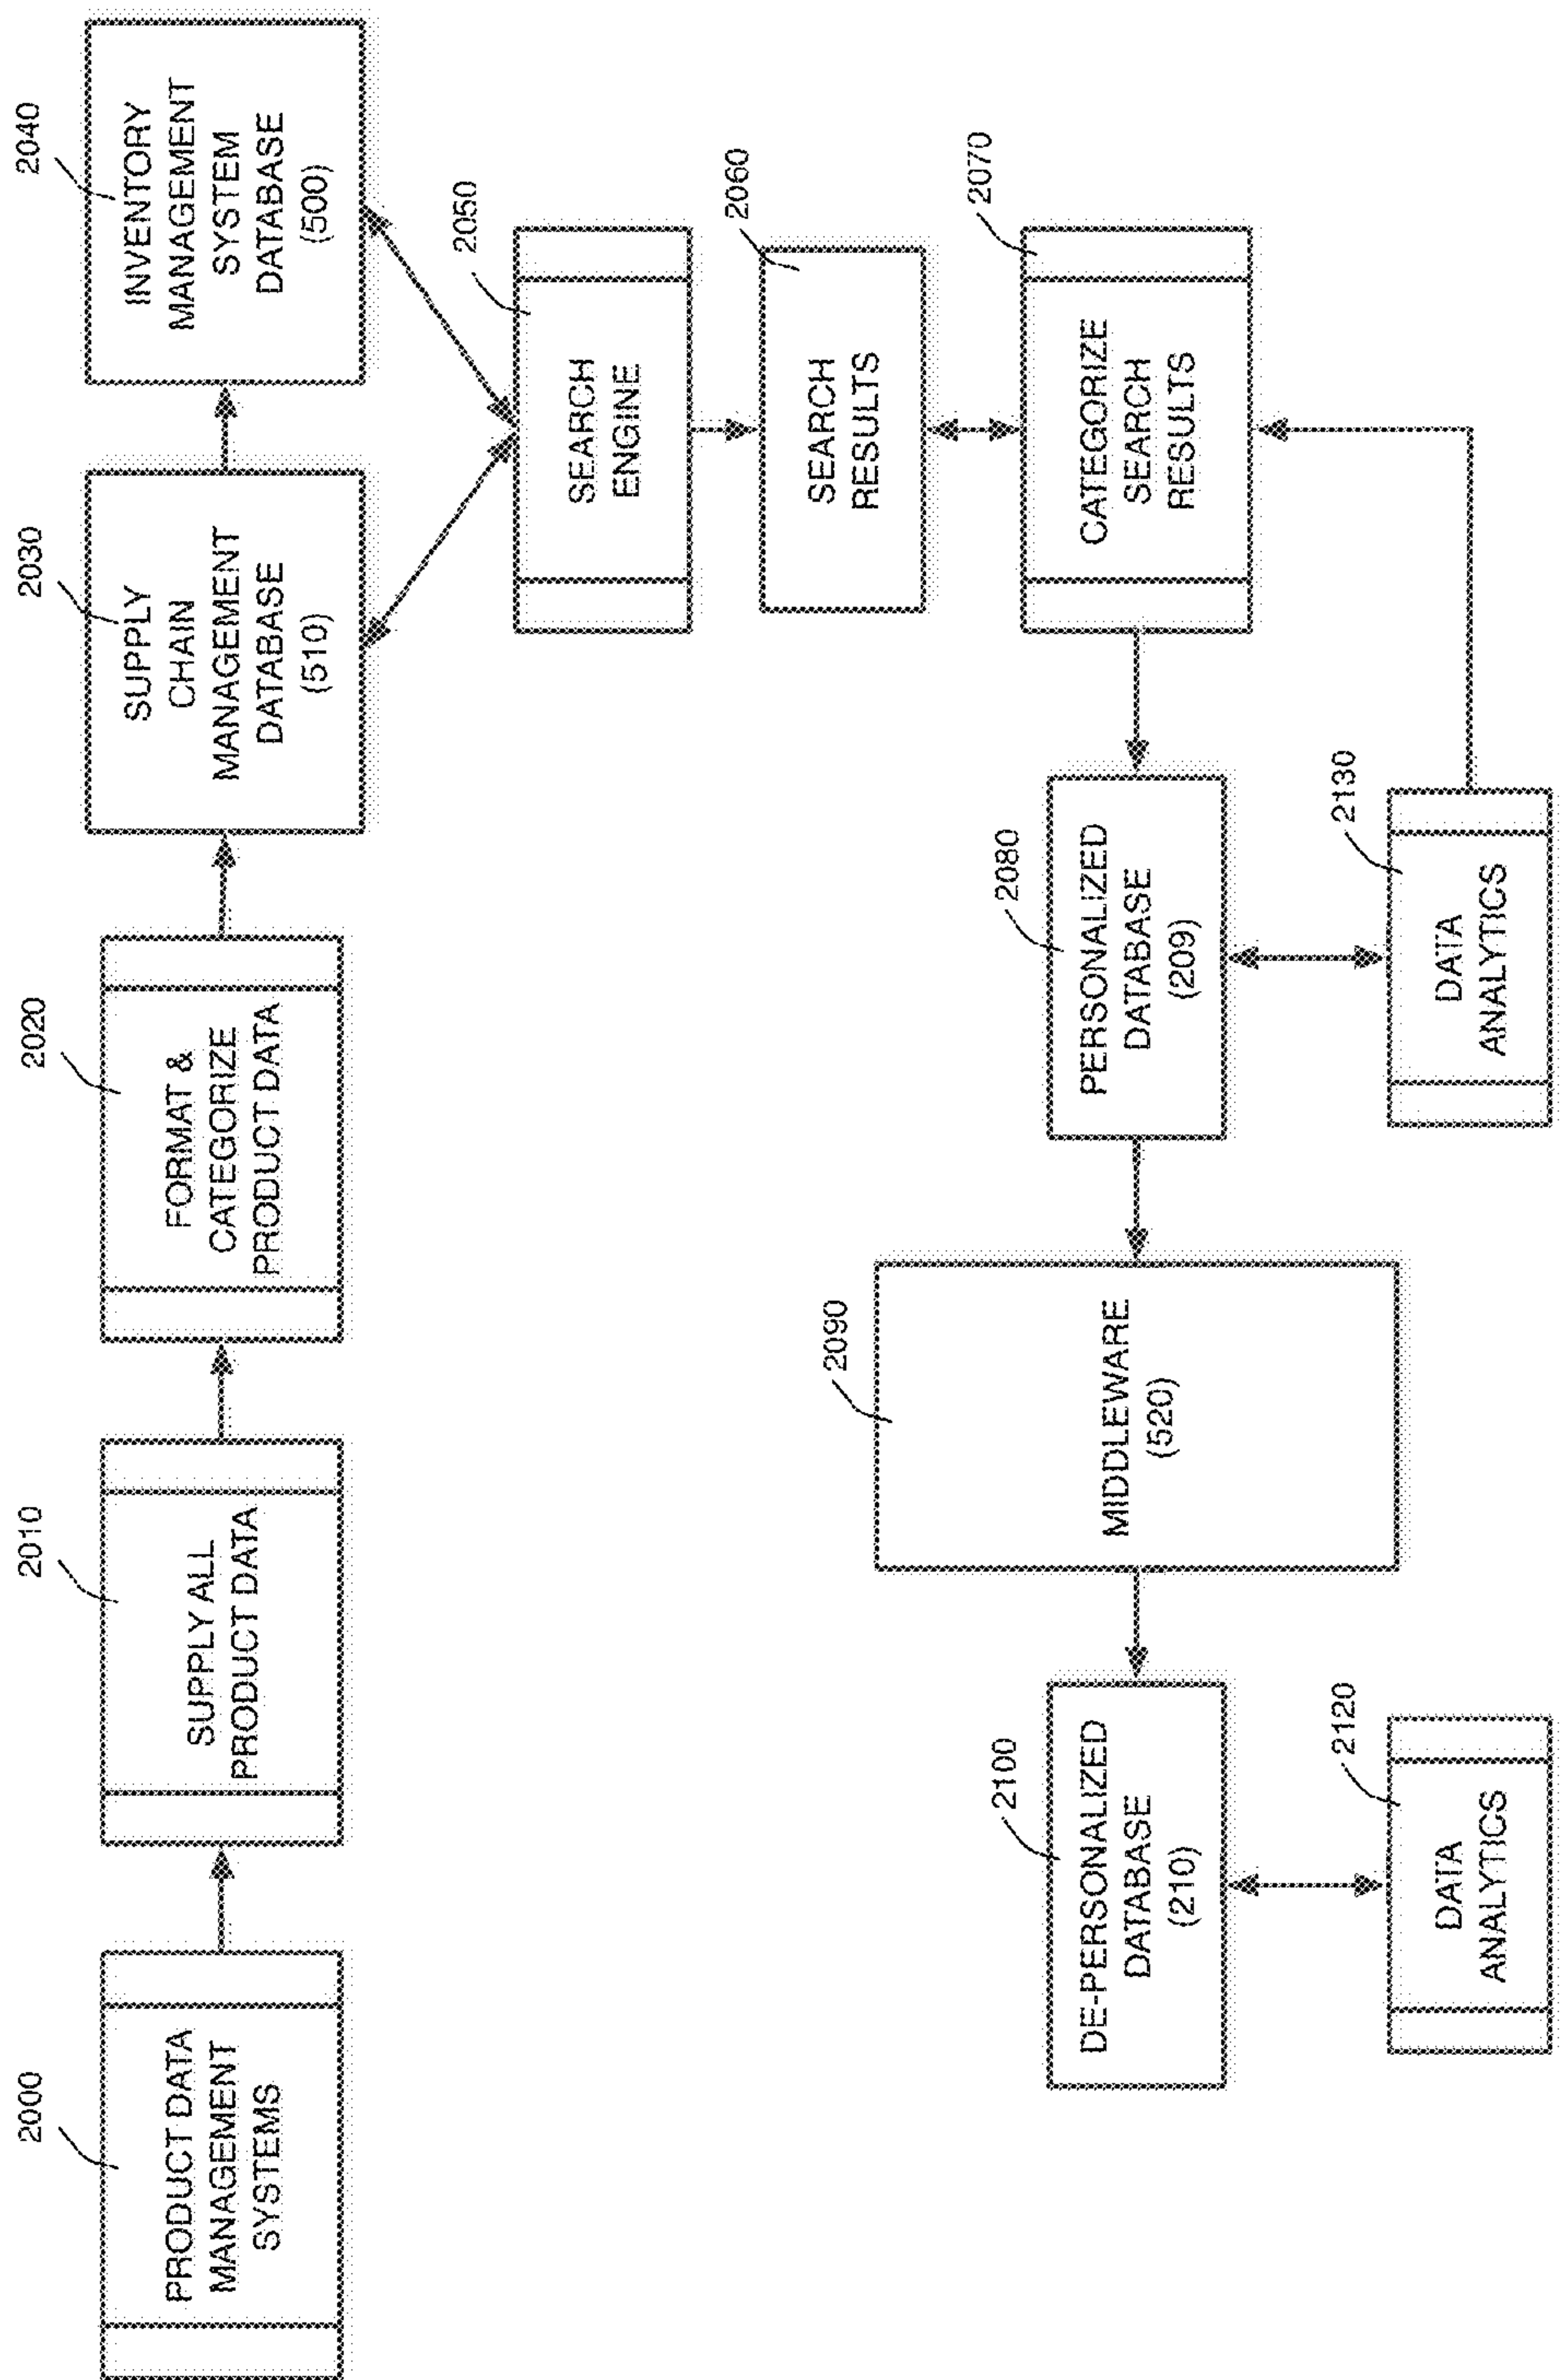 2000
PRODUCT DATA
MANAGEMENT
SYSTEMS
2010
SUPPLY ALL
PRODUCT DATA
2020
FORMAT &
CATEGORIZE
PRODUCT DATA
2030
SUPPLY
CHAIN
MANAGEMENT
DATABASE
(510)
2040
INVENTORY
MANAGEMENT
SYSTEM
DATABASE
(500)
2050
SEARCH
ENGINE
2060
SEARCH
RESULTS
2070
CATEGORIZE
SEARCH
RESULTS
2080
PERSONALIZED
DATABASE
(209)
2090
MIDDLEWARE
(520)
2100
DE-PERSONALIZED
DATABASE
(210)
2120
DATA
ANALYTICS
2130
DATA
ANALYTICS